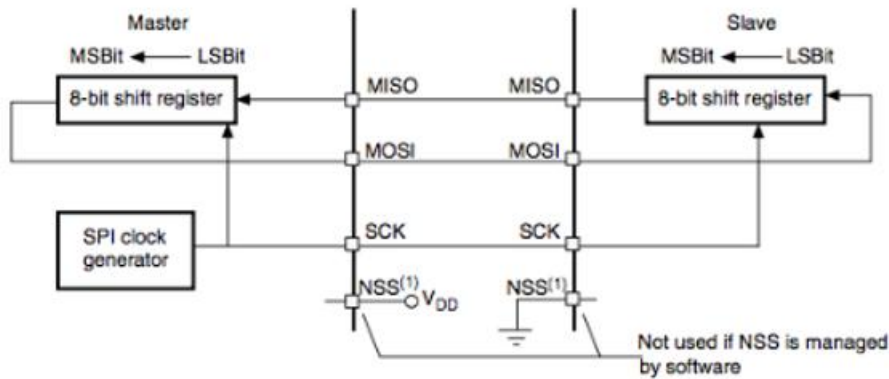 Master
Slave
MSBit LSBit
MSBit LSBit
8-bit shift register
MISO
MISO
8-bit shift register
MOSI
MOSI
SPI clock
generator
SCK
SCK
NSS(1)
VDD
NSS(1)
Not used if NSS is managed
by software